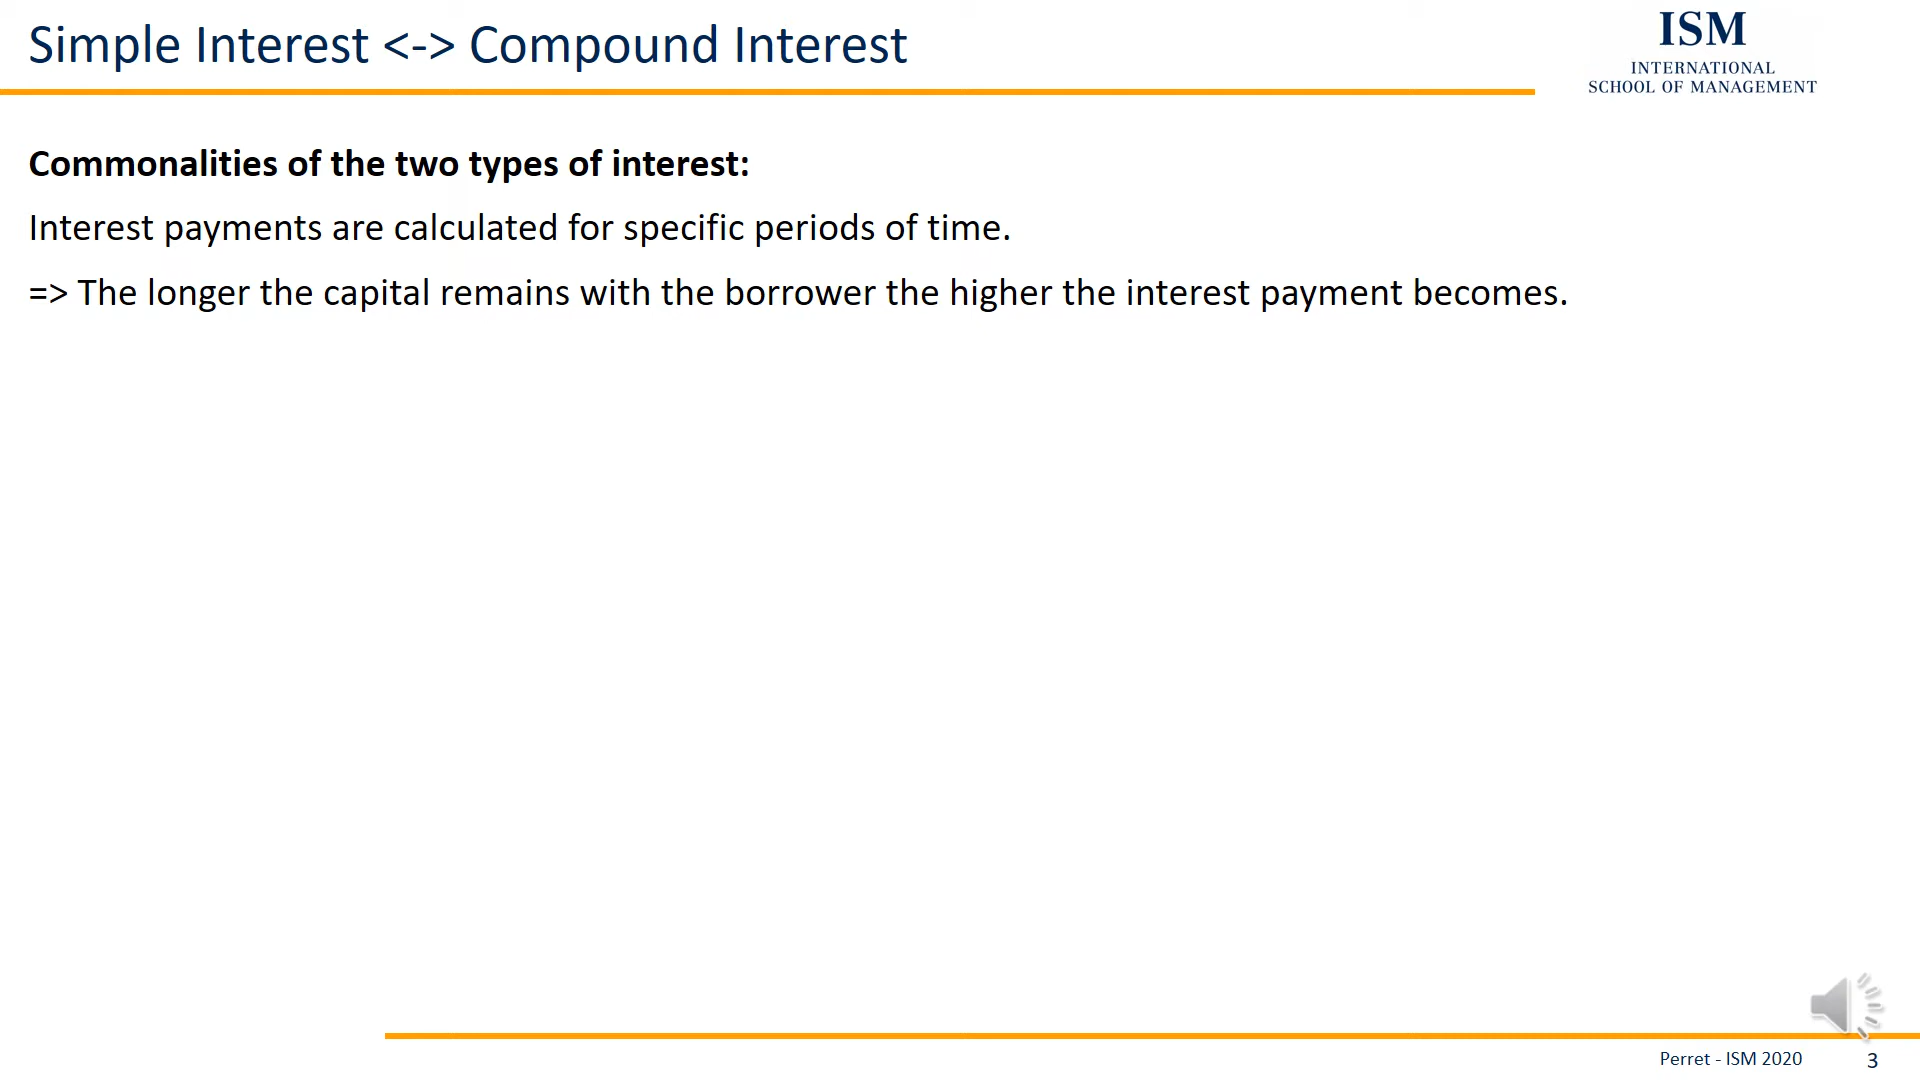 Simple Interest <-> Compound Interest
ISM
INTERNATIONAL
SCHOOL OF MANAGEMENT
Commonalities of the two types of interest:
Interest payments are calculated for specific periods of time.
=> The longer the capital remains with the borrower the higher the interest payment becomes.
Perret - ISM 2020
3